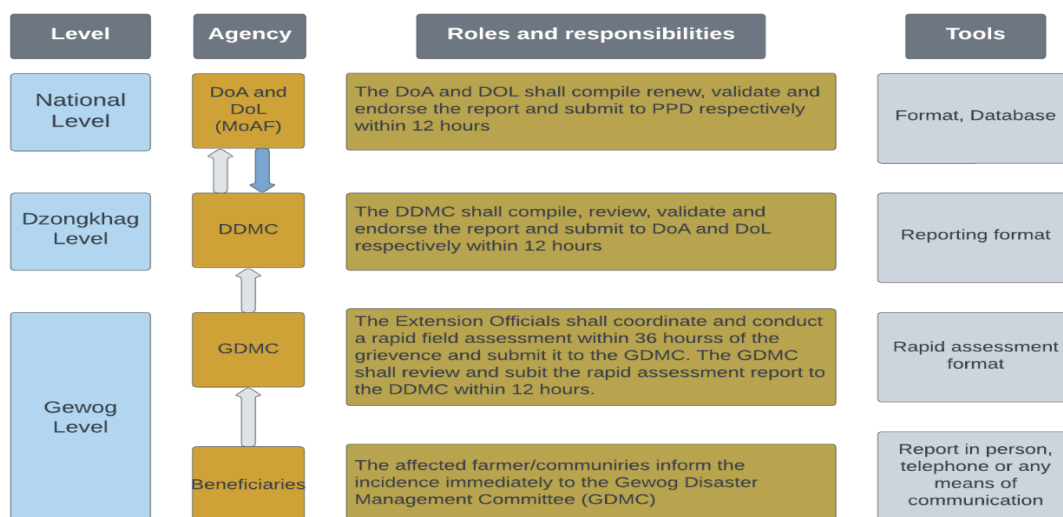 Level
Agency
Roles and responsibilities
Tools
National
Level
DoA and
DoL
(MoAF)
The DoA and DOL shall compile renew, validate and
endorse the report and submit to PPD respectively
within 12 hours
Format, Database
Dzongkhag
Level
DDMC
The DDMC shall compile, review, validate and
endorse the report and submit to DoA and DoL
respectively within 12 hours
Reporting format
Gewog
Level
GDMC
The Extension Officials shall coordinate and conduct
a rapid field assessment within 36 hourss of the
grievence and submit it to the GDMC. The GDMC
shall review and subit the rapid assessment report to
the DDMC within 12 hours.
Rapid assessment
format
Beneficiaries
The affected farmer/communiries inform the
incidence immediately to the Gewog Disaster
Management Committee (GDMC)
Report in person,
telephone or any
means of
communication